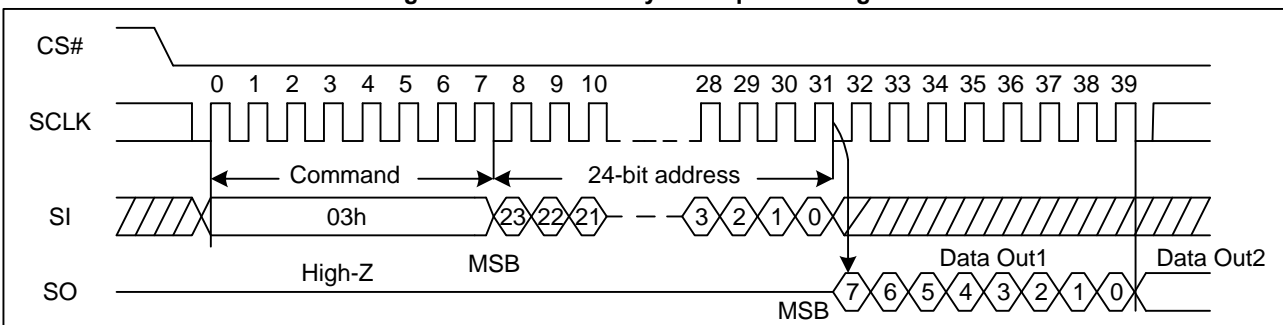 CS#
0 1 2 3 4 5 6 7 8 9 10 28 29 30 31 32 33 34 35 36 37 38 39
SCLK
Command 24-bit address
SI 03h 23 22 21 3 2 1 0
High-Z MSB Data Out1 Data Out2
SO MSB 7 6 5 4 3 2 1 0